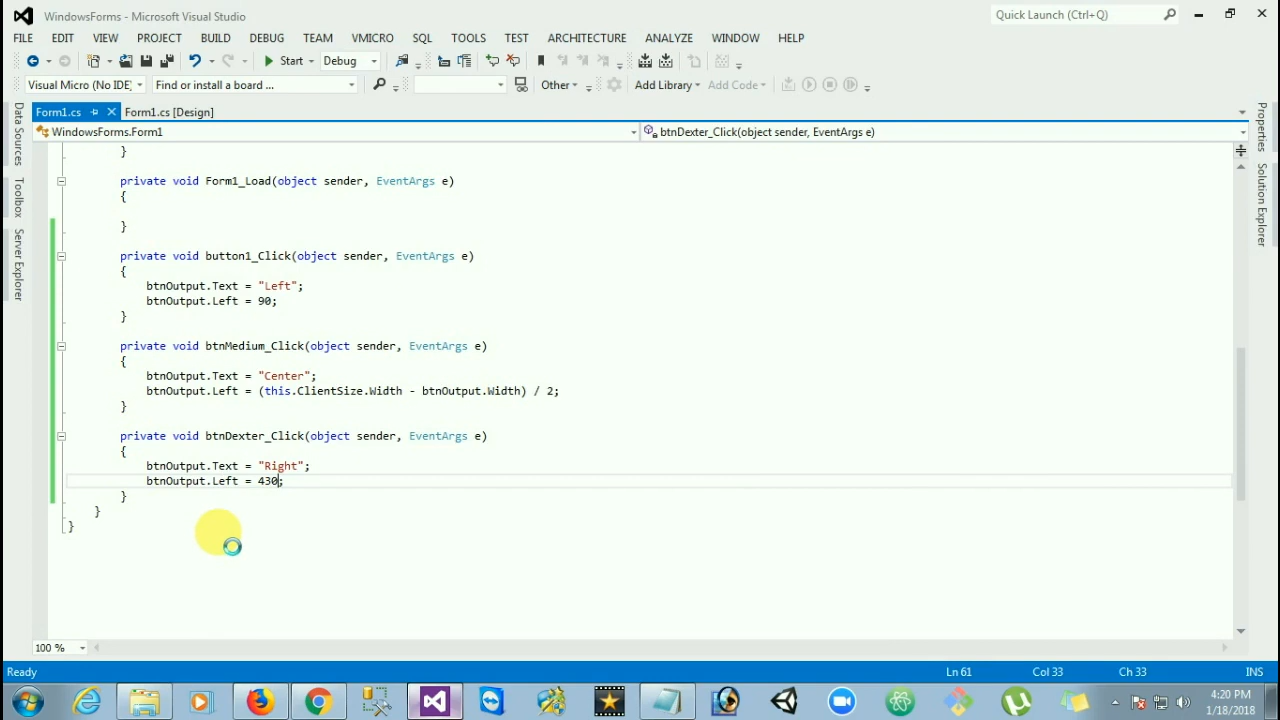 WindowsForms - Microsoft Visual Studio
Quick Launch (Ctrl+Q)
FILE EDIT VIEW PROJECT BUILD DEBUG TEAM VMICRO SQL TOOLS TEST ARCHITECTURE ANALYZE WINDOW HELP
Start Debug
Visual Micro (No IDE) Find or install a board ... Other Add Library Add Code
Form1.cs Form1.cs [Design]
WindowsForms.Form1 btnDexter_Click(object sender, EventArgs e)
Data Sources
Toolbox
Server Explorer
Properties
Solution Explorer
}
private void Form1_Load(object sender, EventArgs e)
{
}
private void button1_Click(object sender, EventArgs e)
{
btnOutput.Text = "Left";
btnOutput.Left = 90;
}
private void btnMedium_Click(object sender, EventArgs e)
{
btnOutput.Text = "Center";
btnOutput.Left = (this.ClientSize.Width - btnOutput.Width) / 2;
}
private void btnDexter_Click(object sender, EventArgs e)
{
btnOutput.Text = "Right";
btnOutput.Left = 430;
}
}
}
100 %
Ready Ln 61 Col 33 Ch 33 INS
4:20 PM
1/18/2018